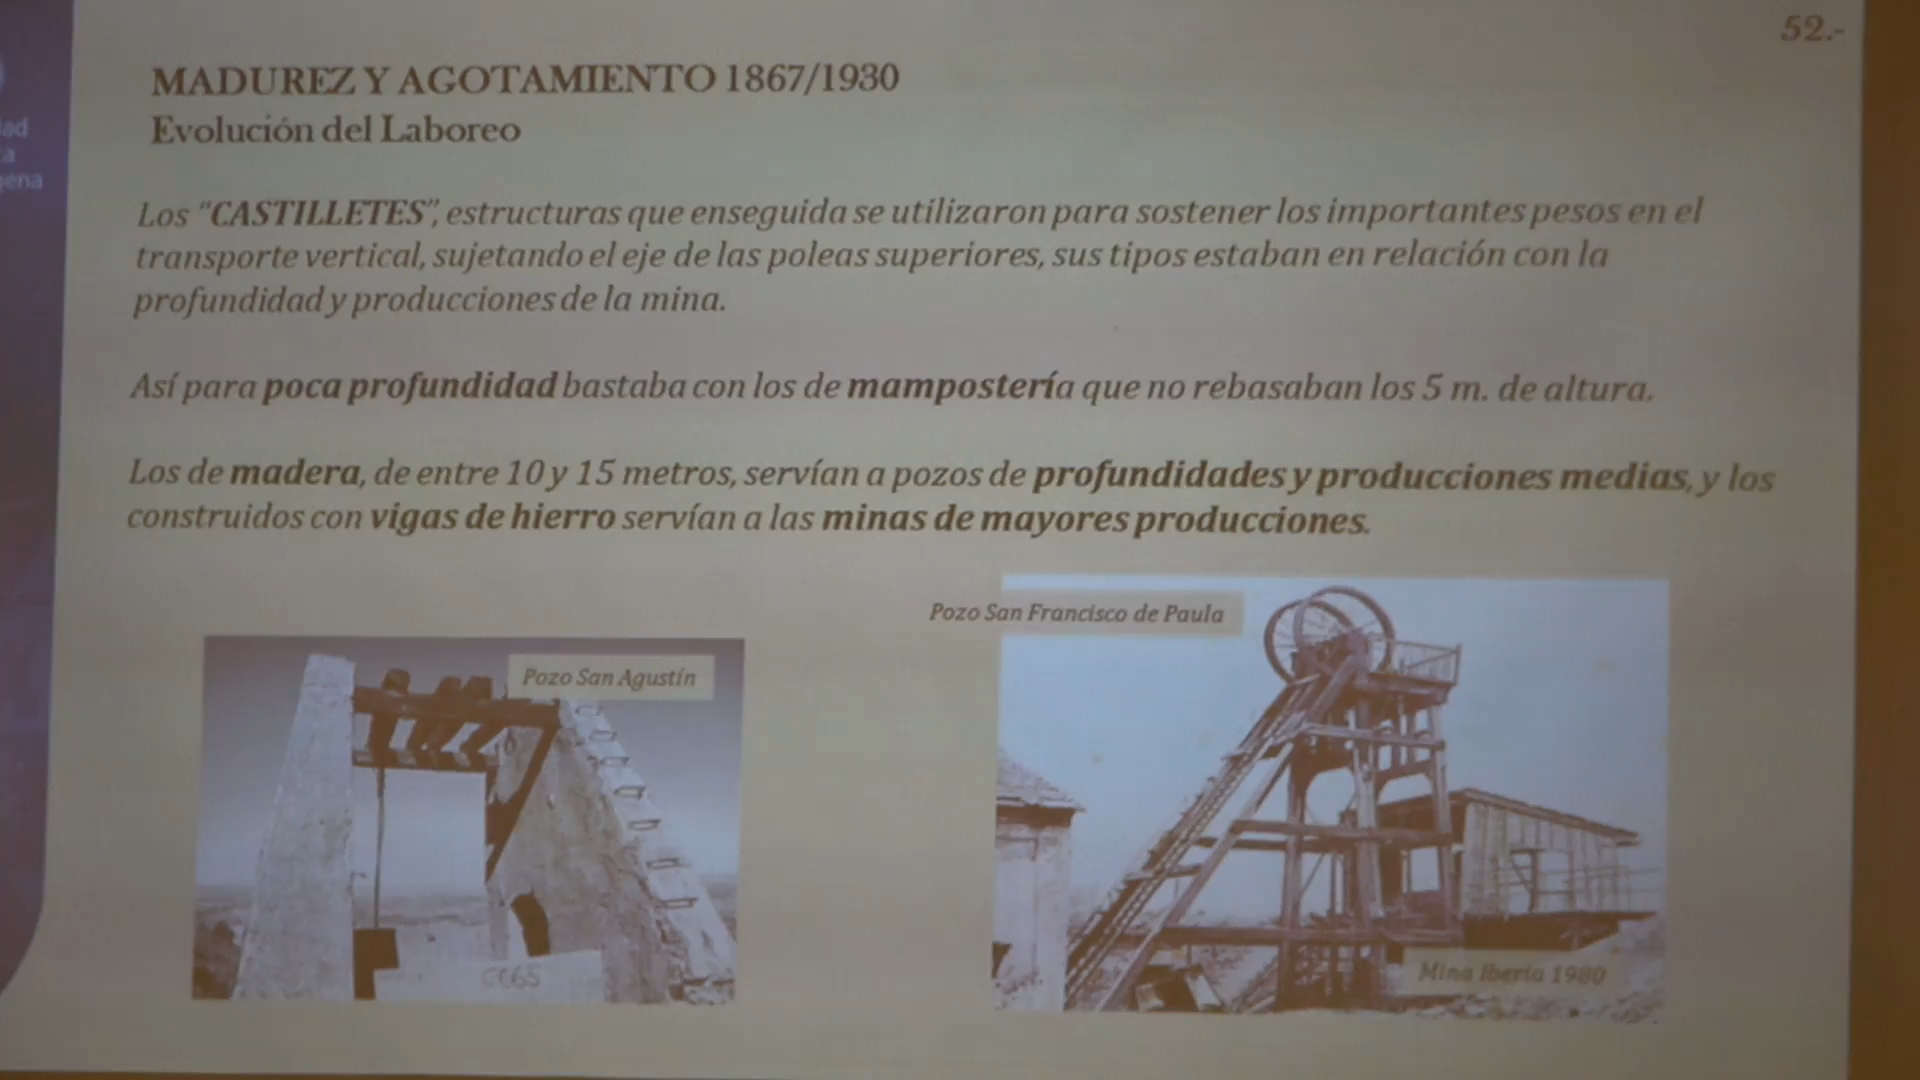 52.-
MADUREZ Y AGOTAMIENTO 1867/1930
Evolución del Laboreo
Los "CASTILLETES", estructuras que enseguida se utilizaron para sostener los importantes pesos en el
transporte vertical, sujetando el eje de las poleas superiores, sus tipos estaban en relación con la
profundidad y producciones de la mina.
Así para poca profundidad bastaba con los de mampostería que no rebasaban los 5 m. de altura.
Los de madera, de entre 10 y 15 metros, servían a pozos de profundidades y producciones medias, y los
construidos con vigas de hierro servían a las minas de mayores producciones.
Pozo San Francisco de Paula
Pozo San Agustín
Mina Iberia 1980